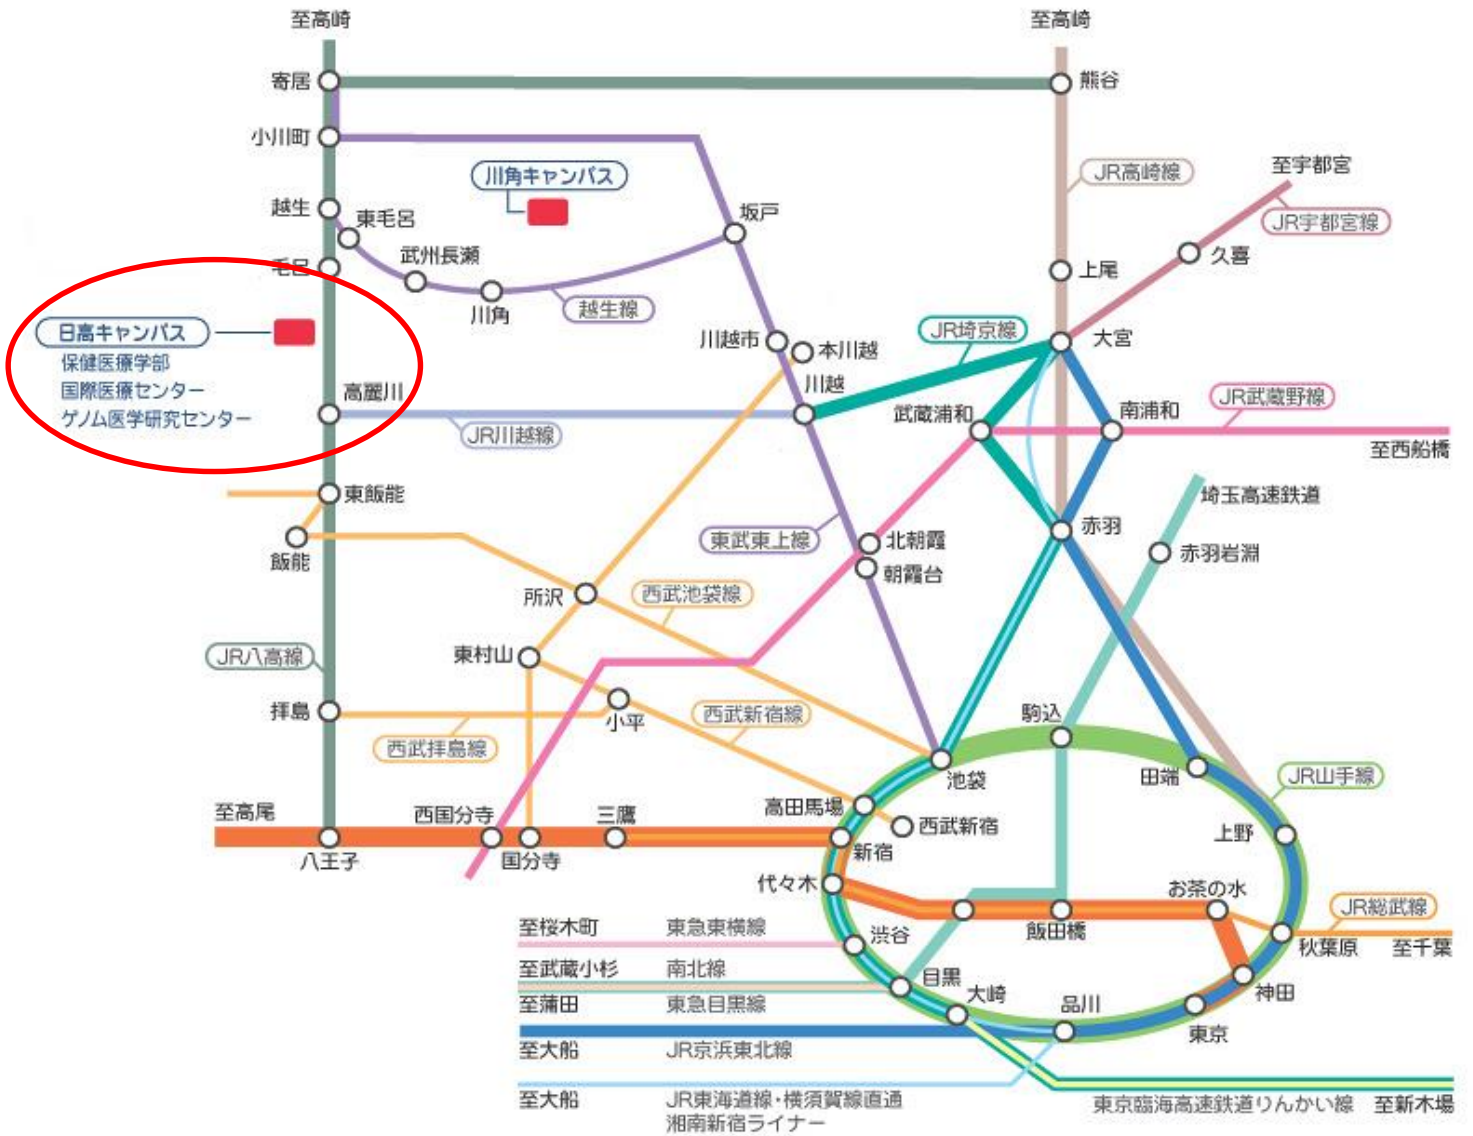 至高崎
至高崎
寄居
熊谷
小川町
川角キャンパス
JR高崎線
至宇都宮
越生
東毛呂
坂戸
JR宇都宮線
武州長瀬
久喜
毛呂
上尾
川角
越生線
日高キャンパス
保健医療学部
国際医療センター
ゲノム医学研究センター
川越市
本川越
JR埼京線
大宮
高麗川
川越
武蔵浦和
南浦和
JR武蔵野線
JR川越線
至西船橋
東飯能
埼玉高速鉄道
飯能
東武東上線
北朝霞
赤羽
赤羽岩淵
朝霞台
所沢
西武池袋線
JR八高線
東村山
拝島
小平
西武新宿線
駒込
西武拝島線
池袋
田端
JR山手線
至高尾
西国分寺
三鷹
高田馬場
西武新宿
上野
八王子
国分寺
新宿
代々木
お茶の水
JR総武線
至桜木町
東急東横線
渋谷
飯田橋
秋葉原
至千葉
至武蔵小杉
南北線
目黒
大崎
品川
神田
至蒲田
東急目黒線
東京
至大船
JR京浜東北線
至大船
JR東海道線・横須賀線直通
湘南新宿ライナー
東京臨海高速鉄道りんかい線
至新木場